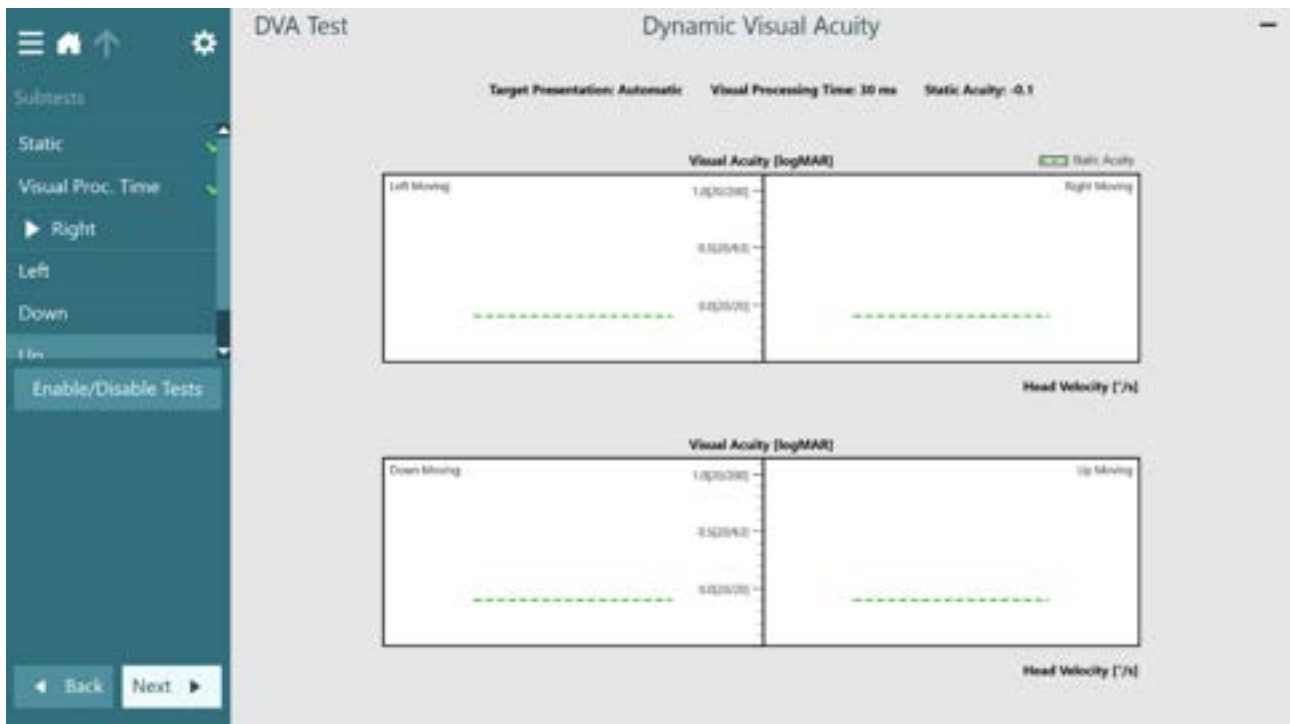 DVA Test
Dynamic Visual Acuity
Subtests
Static
Visual Proc. Time
Right
Left
Down
Up
Enable/Disable Tests
Back
Next
Target Presentation: Automatic Visual Processing Time: 30 ms Static Acuity: -0.1
Visual Acuity [logMAR]
Static Acuity
Left Moving
Right Moving
1.0[20/200]
0.5[20/63]
0.0[20/20]
Head Velocity [°/s]
Visual Acuity [logMAR]
Down Moving
Up Moving
1.0[20/200]
0.5[20/63]
0.0[20/20]
Head Velocity [°/s]